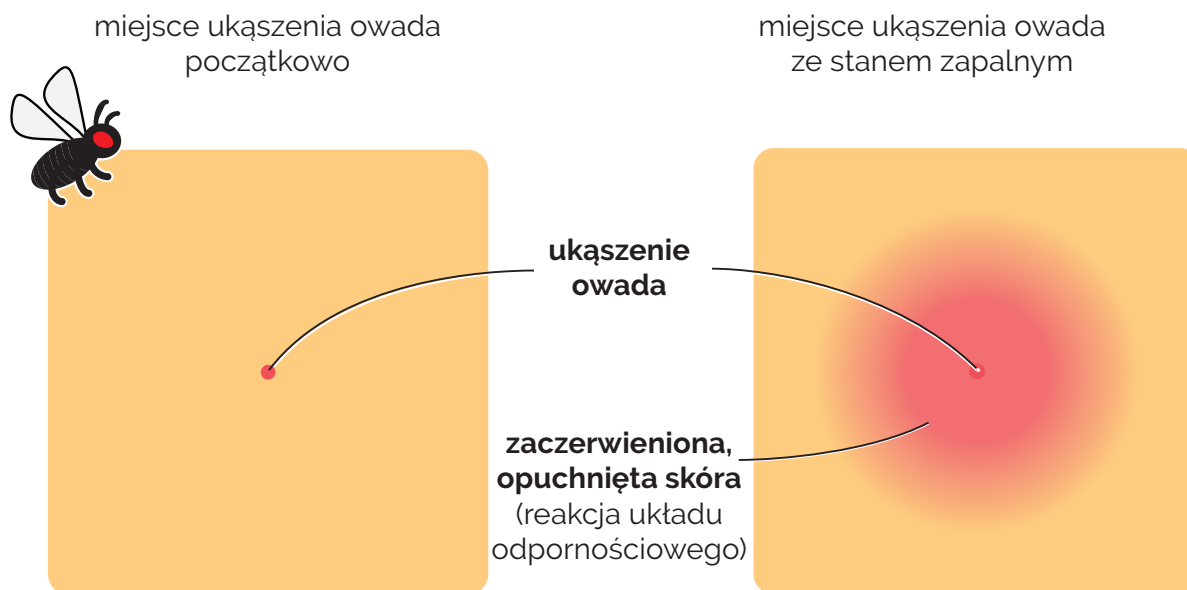 miejsce ukąszenia owada
początkowo
miejsce ukąszenia owada
ze stanem zapalnym
ukąszenie
owada
zaczerwieniona,
opuchnięta skóra
(reakcja układu
odpornościowego)